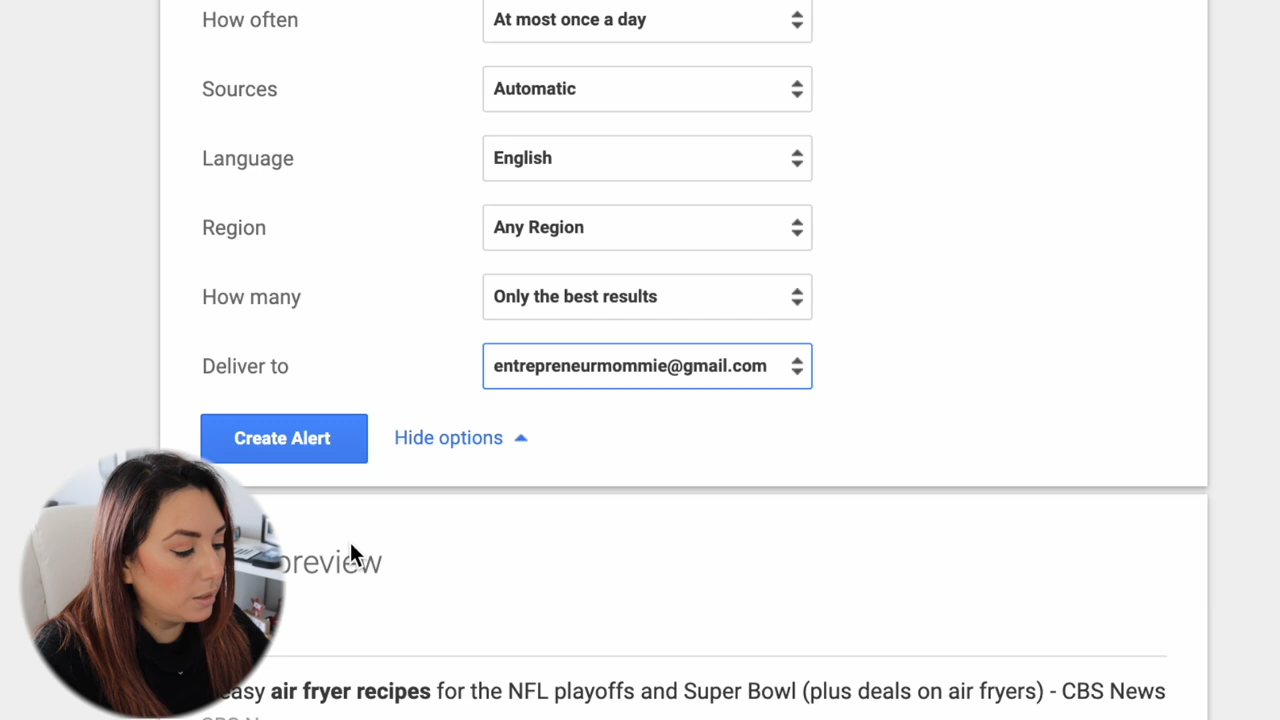 How often At most once a day
Sources Automatic
Language English
Region Any Region
How many Only the best results
Deliver to entrepreneurmommie@gmail.com
Create Alert Hide options
preview
easy air fryer recipes for the NFL playoffs and Super Bowl (plus deals on air fryers) - CBS News